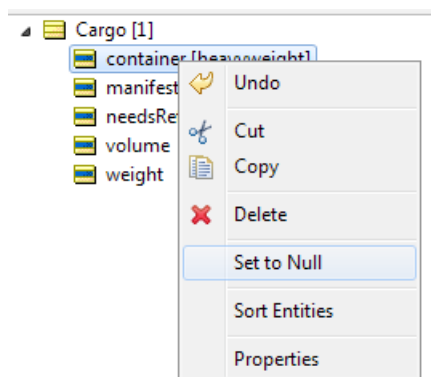 Cargo [1]
container [heavyweight]
manifest
needsRe
volume
weight
Undo
Cut
Copy
Delete
Set to Null
Sort Entities
Properties